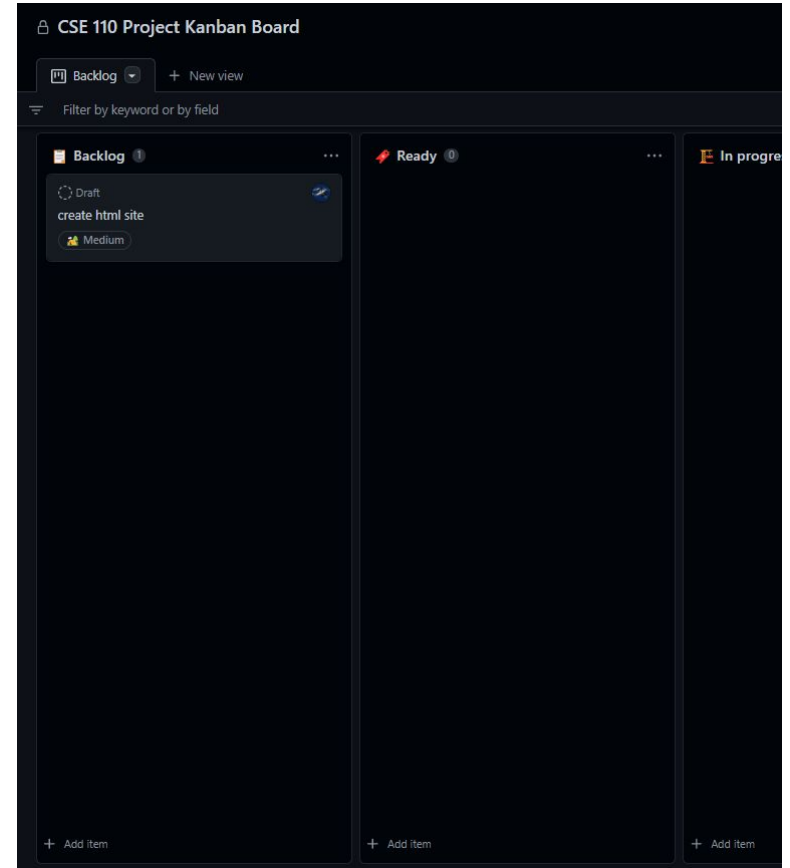 CSE 110 Project Kanban Board
Backlog
+ New view
Filter by keyword or by field
Backlog 1
Ready 0
In progre
Draft
create html site
Medium
+ Add item
+ Add item
+ Add item